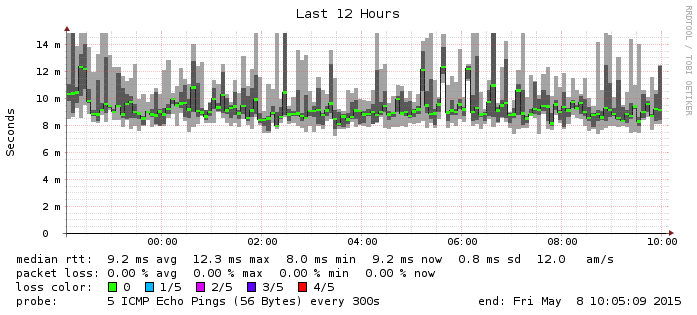 Last 12 Hours
RRDTOOL / TOBI OETIKER
Seconds
14 m
12 m
10 m
8 m
6 m
4 m
2 m
0
00:00 02:00 04:00 06:00 08:00 10:00
median rtt: 9.2 ms avg 12.3 ms max 8.0 ms min 9.2 ms now 0.8 ms sd 12.0 am/s
packet loss: 0.00 % avg 0.00 % max 0.00 % min 0.00 % now
loss color: 0 1/5 2/5 3/5 4/5
probe: 5 ICMP Echo Pings (56 Bytes) every 300s end: Fri May 8 10:05:09 2015